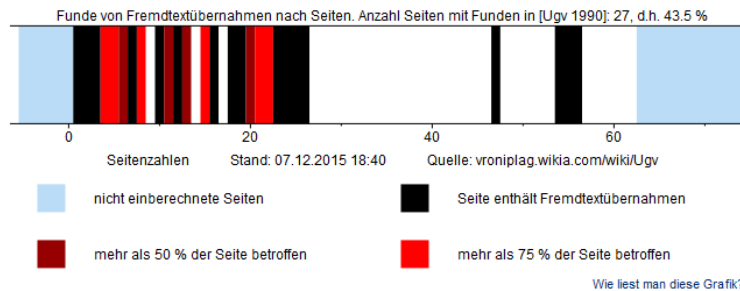 Funde von Fremdtextübernahmen nach Seiten. Anzahl Seiten mit Funden in [Ugv 1990]: 27, d.h. 43.5 %
0 20 40 60
Seitenzahlen Stand: 07.12.2015 18:40 Quelle: vroniplag.wikia.com/wiki/Ugv
nicht einberechnete Seiten Seite enthält Fremdtextübernahmen
mehr als 50 % der Seite betroffen mehr als 75 % der Seite betroffen
Wie liest man diese Grafik?